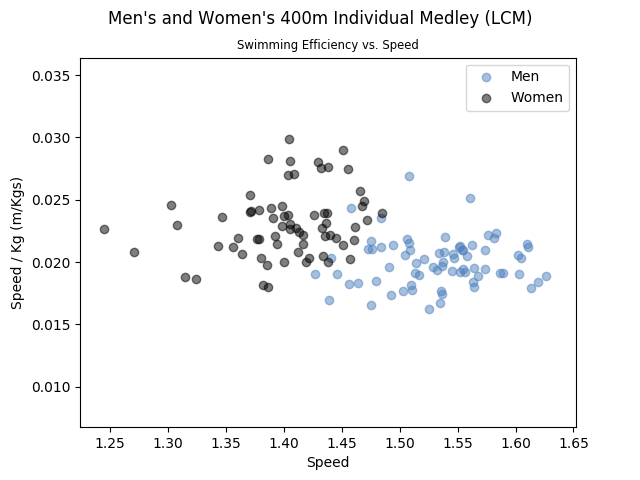 Men's and Women's 400m Individual Medley (LCM)
Swimming Efficiency vs. Speed
Men
Women
Speed / Kg (m/Kgs)
0.035
0.030
0.025
0.020
0.015
0.010
1.25 1.30 1.35 1.40 1.45 1.50 1.55 1.60 1.65
Speed